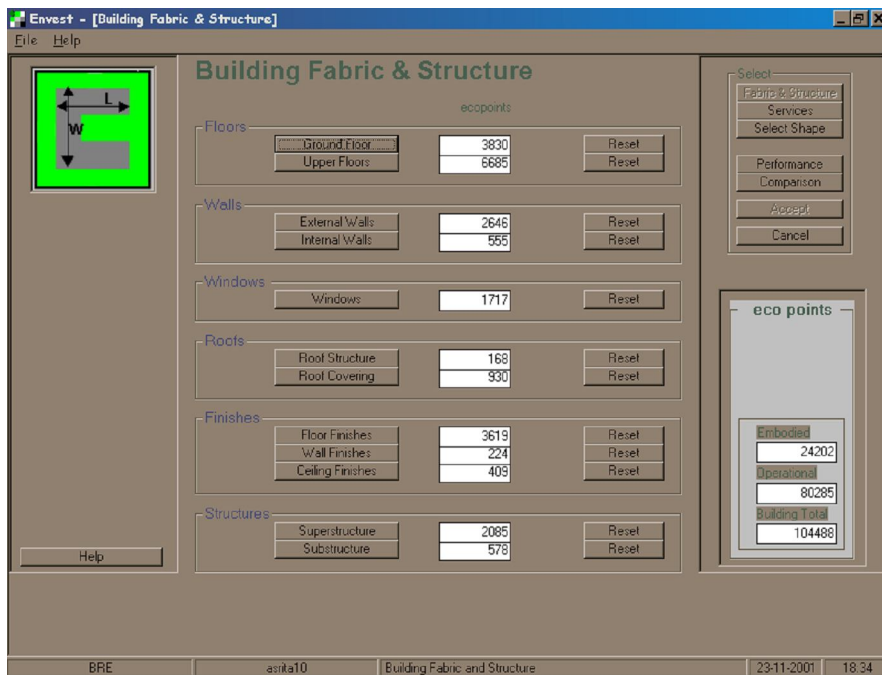 Envest - [Building Fabric & Structure]
File Help
L
W
Help
Building Fabric & Structure
ecopoints
Floors
Ground Floor 3830 Reset
Upper Floors 6685 Reset
Walls
External Walls 2646 Reset
Internal Walls 555 Reset
Windows
Windows 1717 Reset
Roofs
Roof Structure 168 Reset
Roof Covering 930 Reset
Finishes
Floor Finishes 3619 Reset
Wall Finishes 224 Reset
Ceiling Finishes 409 Reset
Structures
Superstructure 2085 Reset
Substructure 578 Reset
Select
Fabric & Structure
Services
Select Shape
Performance
Comparison
Accept
Cancel
eco points
Embodied
24202
Operational
80285
Building Total
104488
BRE asrita10 Building Fabric and Structure 23-11-2001 18:34